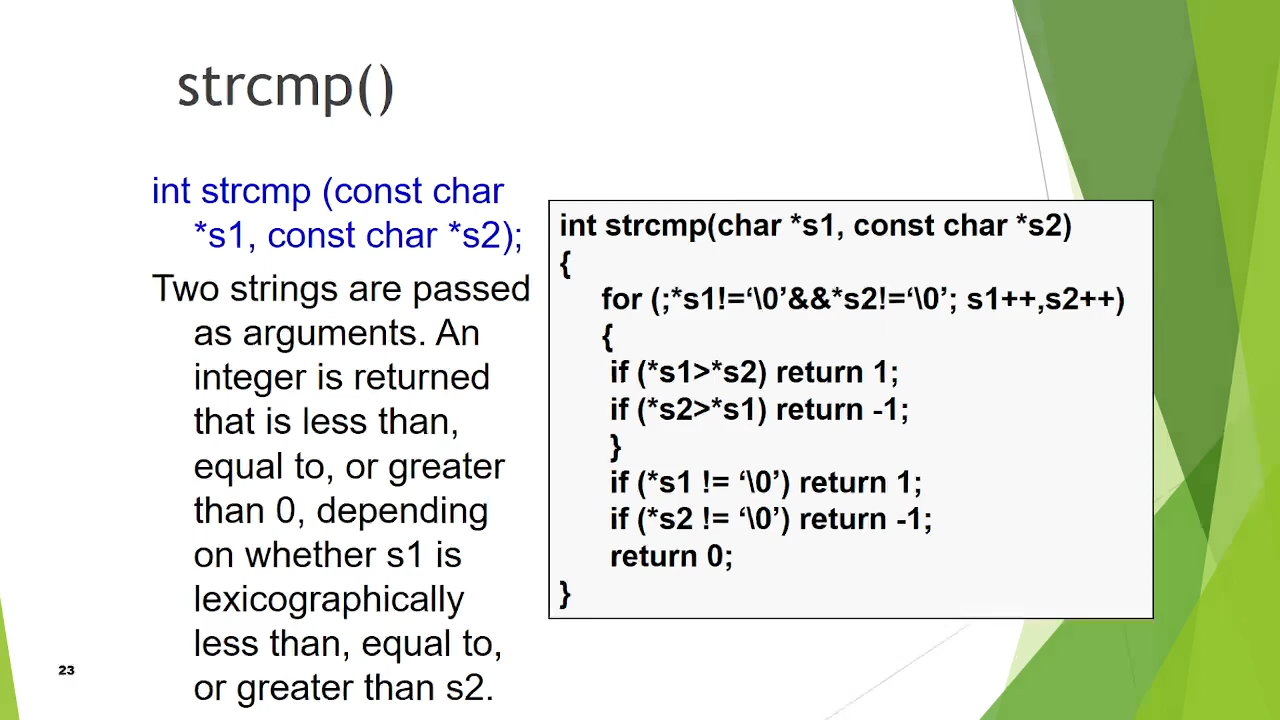 strcmp()
int strcmp (const char
*s1, const char *s2);
Two strings are passed
as arguments. An
integer is returned
that is less than,
equal to, or greater
than 0, depending
on whether s1 is
lexicographically
less than, equal to,
or greater than s2.
int strcmp(char *s1, const char *s2)
{
for (;*s1!=‘\0’&&*s2!=‘\0’; s1++,s2++)
{
if (*s1>*s2) return 1;
if (*s2>*s1) return -1;
}
if (*s1 != ‘\0’) return 1;
if (*s2 != ‘\0’) return -1;
return 0;
}
23